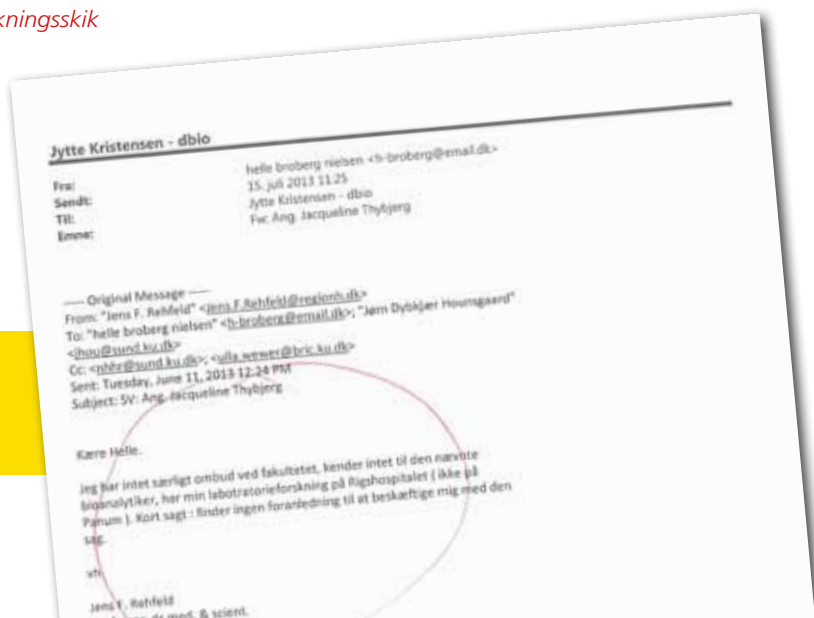 kningsskik
Jytte Kristensen - dbio
Fra: helle broberg nielsen <h-broberg@email.dk>
Sendt: 15. juli 2013 11:25
Til: Jytte Kristensen - dbio
Emne: Fw: Ang. Jacqueline Thybjerg
----- Original Message -----
From: "Jens F. Rehfeld" <Jens.F.Rehfeld@regionh.dk>
To: "helle broberg nielsen" <h-broberg@email.dk>; "Jørn Dybkjær Hounsgaard"
<jhou@sund.ku.dk>
Cc: <nhhr@sund.ku.dk>; <ulla.wewer@bric.ku.dk>
Sent: Tuesday, June 11, 2013 12:24 PM
Subject: SV: Ang. Jacqueline Thybjerg
Kære Helle.
Jeg har intet særligt ombud ved fakultetet, kender intet til den nævnte
bioanalytiker, har min labotratorieforskning på Rigshospitalet ( ikke på
Panum ). Kort sagt : finder ingen foranledning til at beskæftige mig med den
sag.
vh
Jens F. Rehfeld
dr med. & scient.